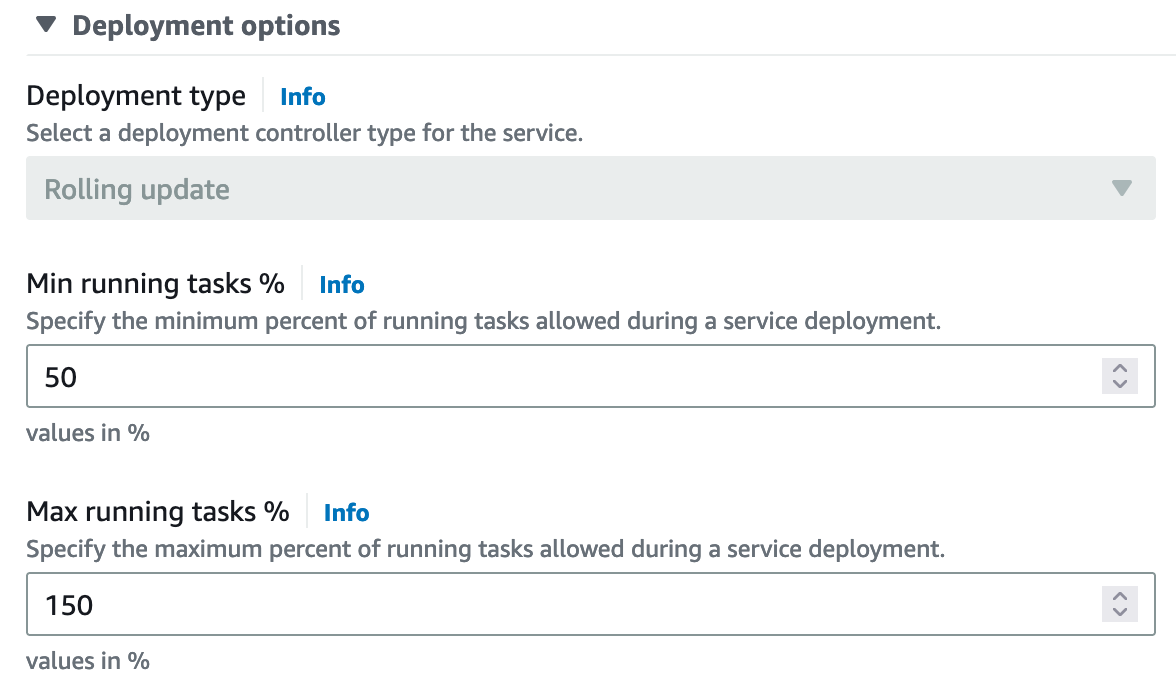 Deployment options
Deployment type Info
Select a deployment controller type for the service.
Rolling update
Min running tasks % Info
Specify the minimum percent of running tasks allowed during a service deployment.
50
values in %
Max running tasks % Info
Specify the maximum percent of running tasks allowed during a service deployment.
150
values in %